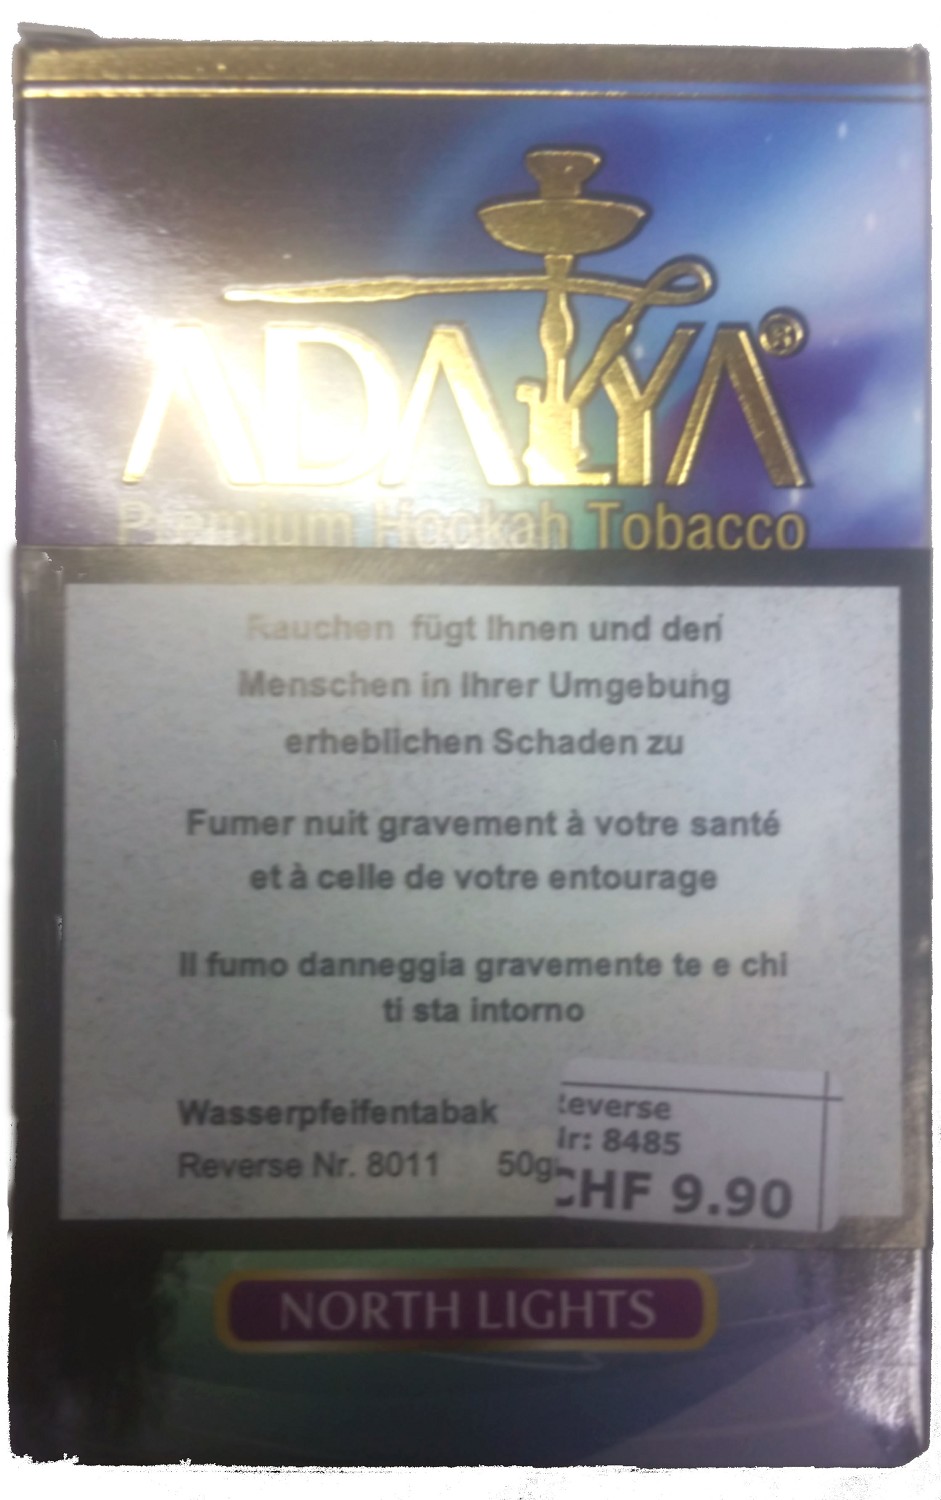 ADALYA®
Premium Hookah Tobacco
Rauchen fügt Ihnen und den
Menschen in Ihrer Umgebung
erheblichen Schaden zu
Fumer nuit gravement à votre santé
et à celle de votre entourage
Il fumo danneggia gravemente te e chi
ti sta intorno
Wasserpfeifentabak
Reverse Nr. 8011 50g
Reverse
Nr: 8485
CHF 9.90
NORTH LIGHTS